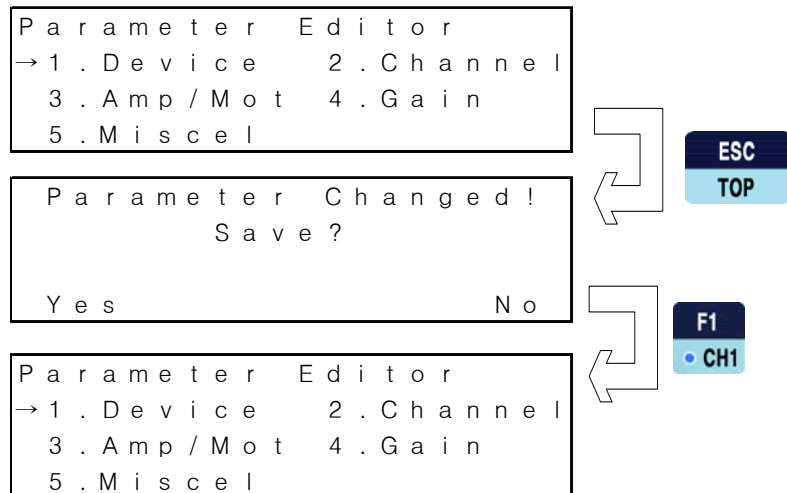 Parameter Editor
→1.Device 2.Channel
3.Amp/Mot 4.Gain
5.Miscel
ESC
TOP
Parameter Changed!
Save?
Yes No
F1
CH1
Parameter Editor
→1.Device 2.Channel
3.Amp/Mot 4.Gain
5.Miscel